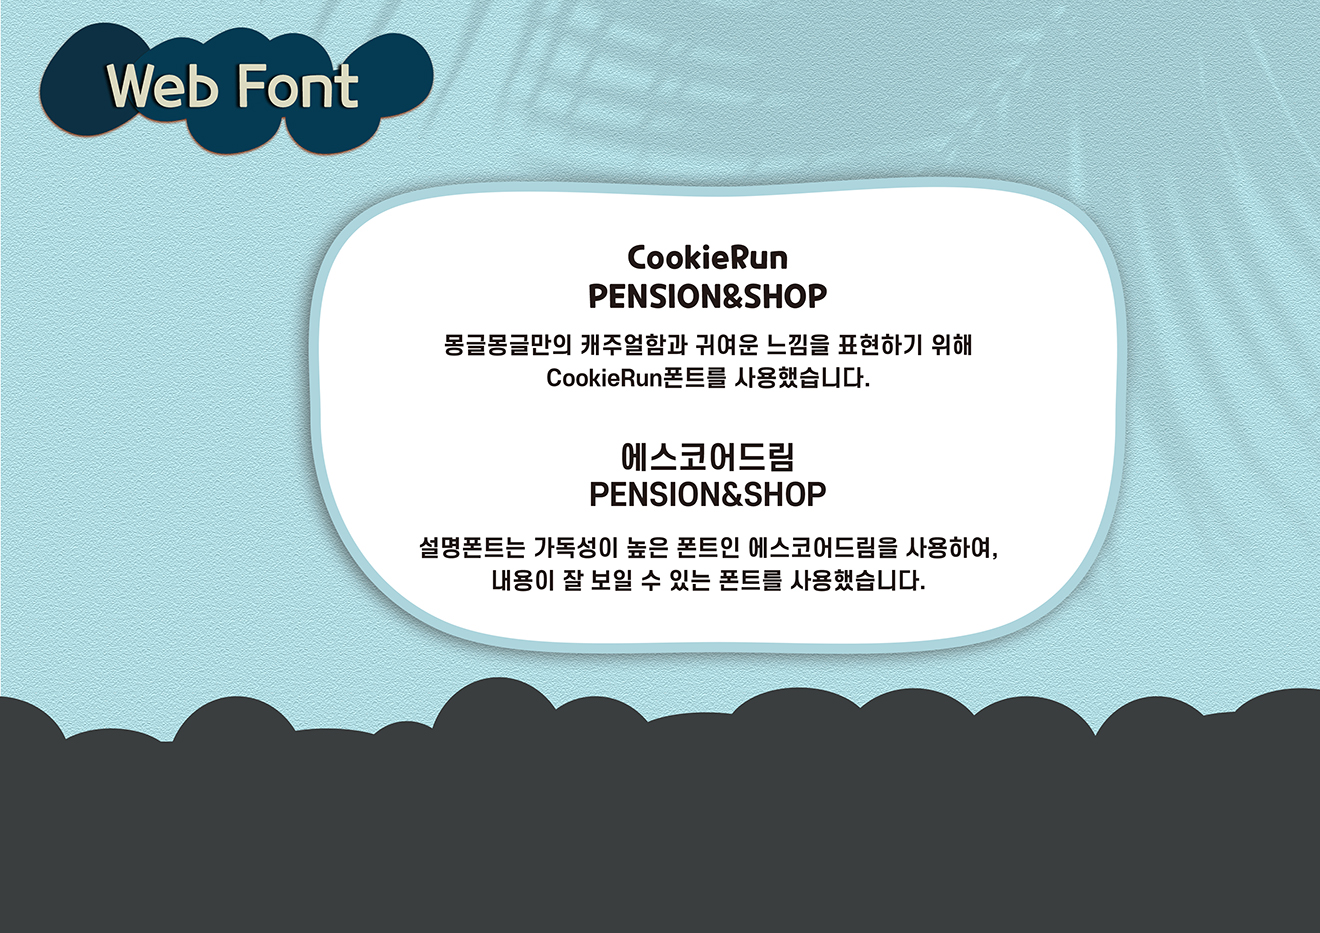 Web Font
CookieRun
PENSION&SHOP
몽글몽글만의 캐주얼함과 귀여운 느낌을 표현하기 위해
CookieRun폰트를 사용했습니다.
에스코어드림
PENSION&SHOP
설명폰트는 가독성이 높은 폰트인 에스코어드림을 사용하여,
내용이 잘 보일 수 있는 폰트를 사용했습니다.